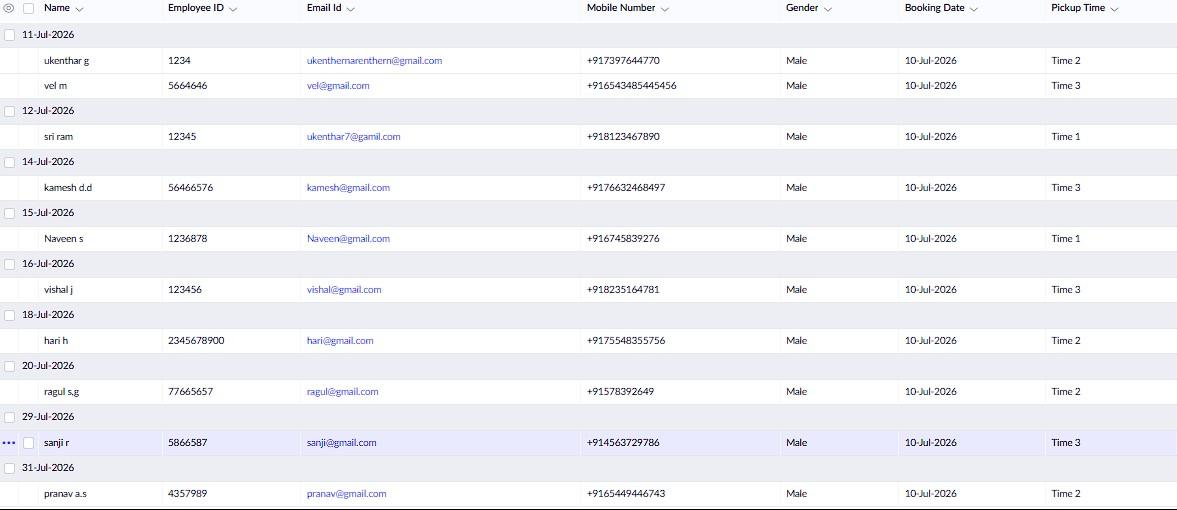 Name Employee ID Email Id Mobile Number Gender Booking Date Pickup Time
11-Jul-2026
ukenthar g 1234 ukenthernarenthern@gmail.com +917397644770 Male 10-Jul-2026 Time 2
vel m 5664646 vel@gmail.com +916543485445456 Male 10-Jul-2026 Time 3
12-Jul-2026
sri ram 12345 ukenthar7@gamil.com +918123467890 Male 10-Jul-2026 Time 1
14-Jul-2026
kamesh d.d 56466576 kamesh@gmail.com +9176632468497 Male 10-Jul-2026 Time 3
15-Jul-2026
Naveen s 1236878 Naveen@gmail.com +916745839276 Male 10-Jul-2026 Time 1
16-Jul-2026
vishal j 123456 vishal@gmail.com +918235164781 Male 10-Jul-2026 Time 3
18-Jul-2026
hari h 2345678900 hari@gmail.com +9175548355756 Male 10-Jul-2026 Time 2
20-Jul-2026
ragul s.g 77665657 ragul@gmail.com +91578392649 Male 10-Jul-2026 Time 2
29-Jul-2026
sanji r 5866587 sanji@gmail.com +914563729786 Male 10-Jul-2026 Time 3
31-Jul-2026
pranav a.s 4357989 pranav@gmail.com +9165449446743 Male 10-Jul-2026 Time 2